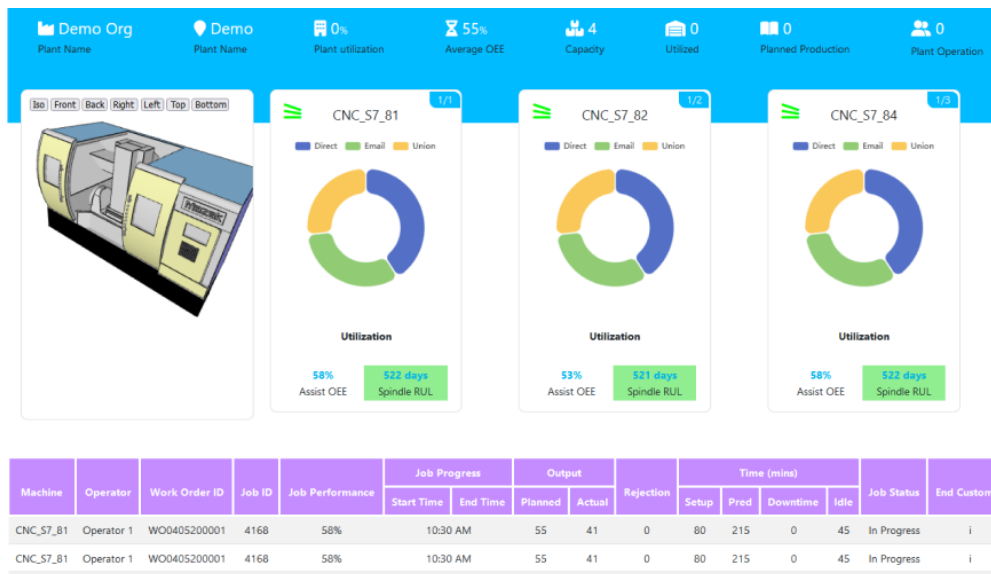 Demo Org
Demo
0%
55%
4
0
0
0
Plant Name
Plant Name
Plant utilization
Average OEE
Capacity
Utilized
Planned Production
Plant Operation
Iso Front Back Right Left Top Bottom
1/1
CNC_S7_81
Direct Email Union
Utilization
58%
522 days
Assist OEE
Spindle RUL
1/2
CNC_S7_82
Direct Email Union
Utilization
53%
521 days
Assist OEE
Spindle RUL
1/3
CNC_S7_84
Direct Email Union
Utilization
58%
522 days
Assist OEE
Spindle RUL
Job Progress Output Time (mins)
Machine Operator Work Order ID Job ID Job Performance Rejection Job Status End Custom
Start Time End Time Planned Actual Setup Pred Downtime Idle
CNC_S7_81 Operator 1 WO0405200001 4168 58% 10:30 AM 55 41 0 80 215 0 45 In Progress i
CNC_S7_81 Operator 1 WO0405200001 4168 58% 10:30 AM 55 41 0 80 215 0 45 In Progress i